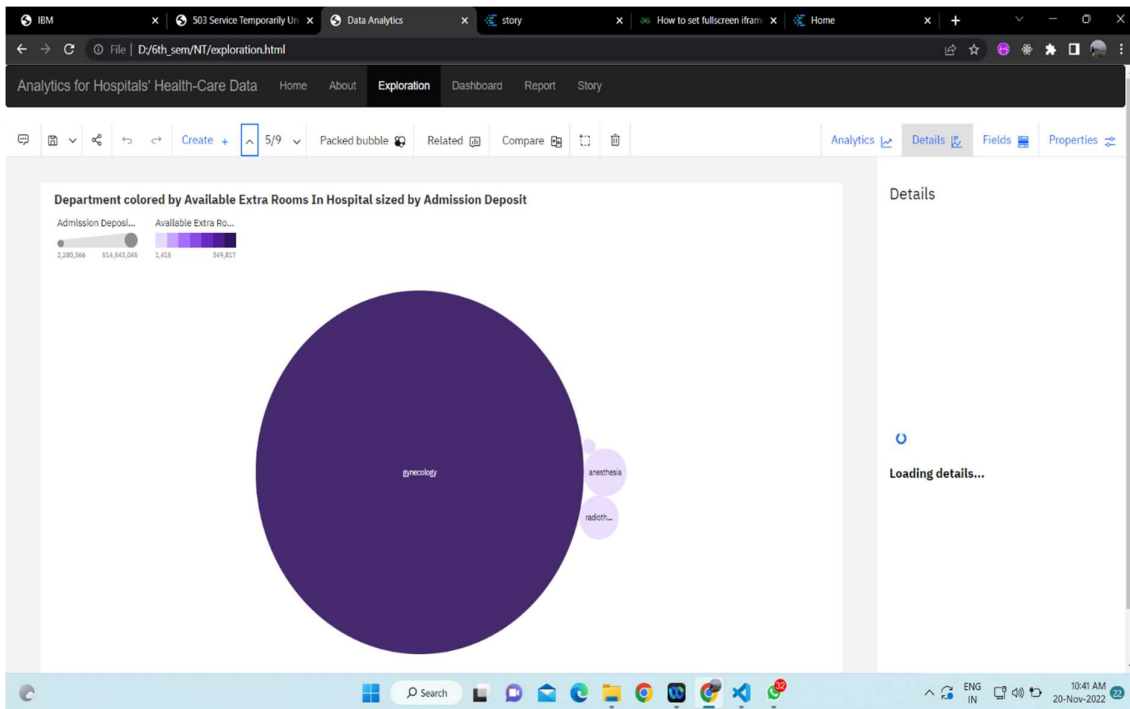 IBM
503 Service Temporarily Un
Data Analytics
story
How to set fullscreen ifram
Home
File | D:/6th_sem/NT/exploration.html
Analytics for Hospitals' Health-Care Data Home About Exploration Dashboard Report Story
Create + 5/9 Packed bubble Related Compare Analytics Details Fields Properties
Details
Department colored by Available Extra Rooms In Hospital sized by Admission Deposit
Admission Deposi... Available Extra Ro...
2,280,366 514,543,045 1,415 349,817
gynecology
anesthesia
radioth...
Loading details...
Search
32
ENG
IN
10:41 AM
20-Nov-2022
22